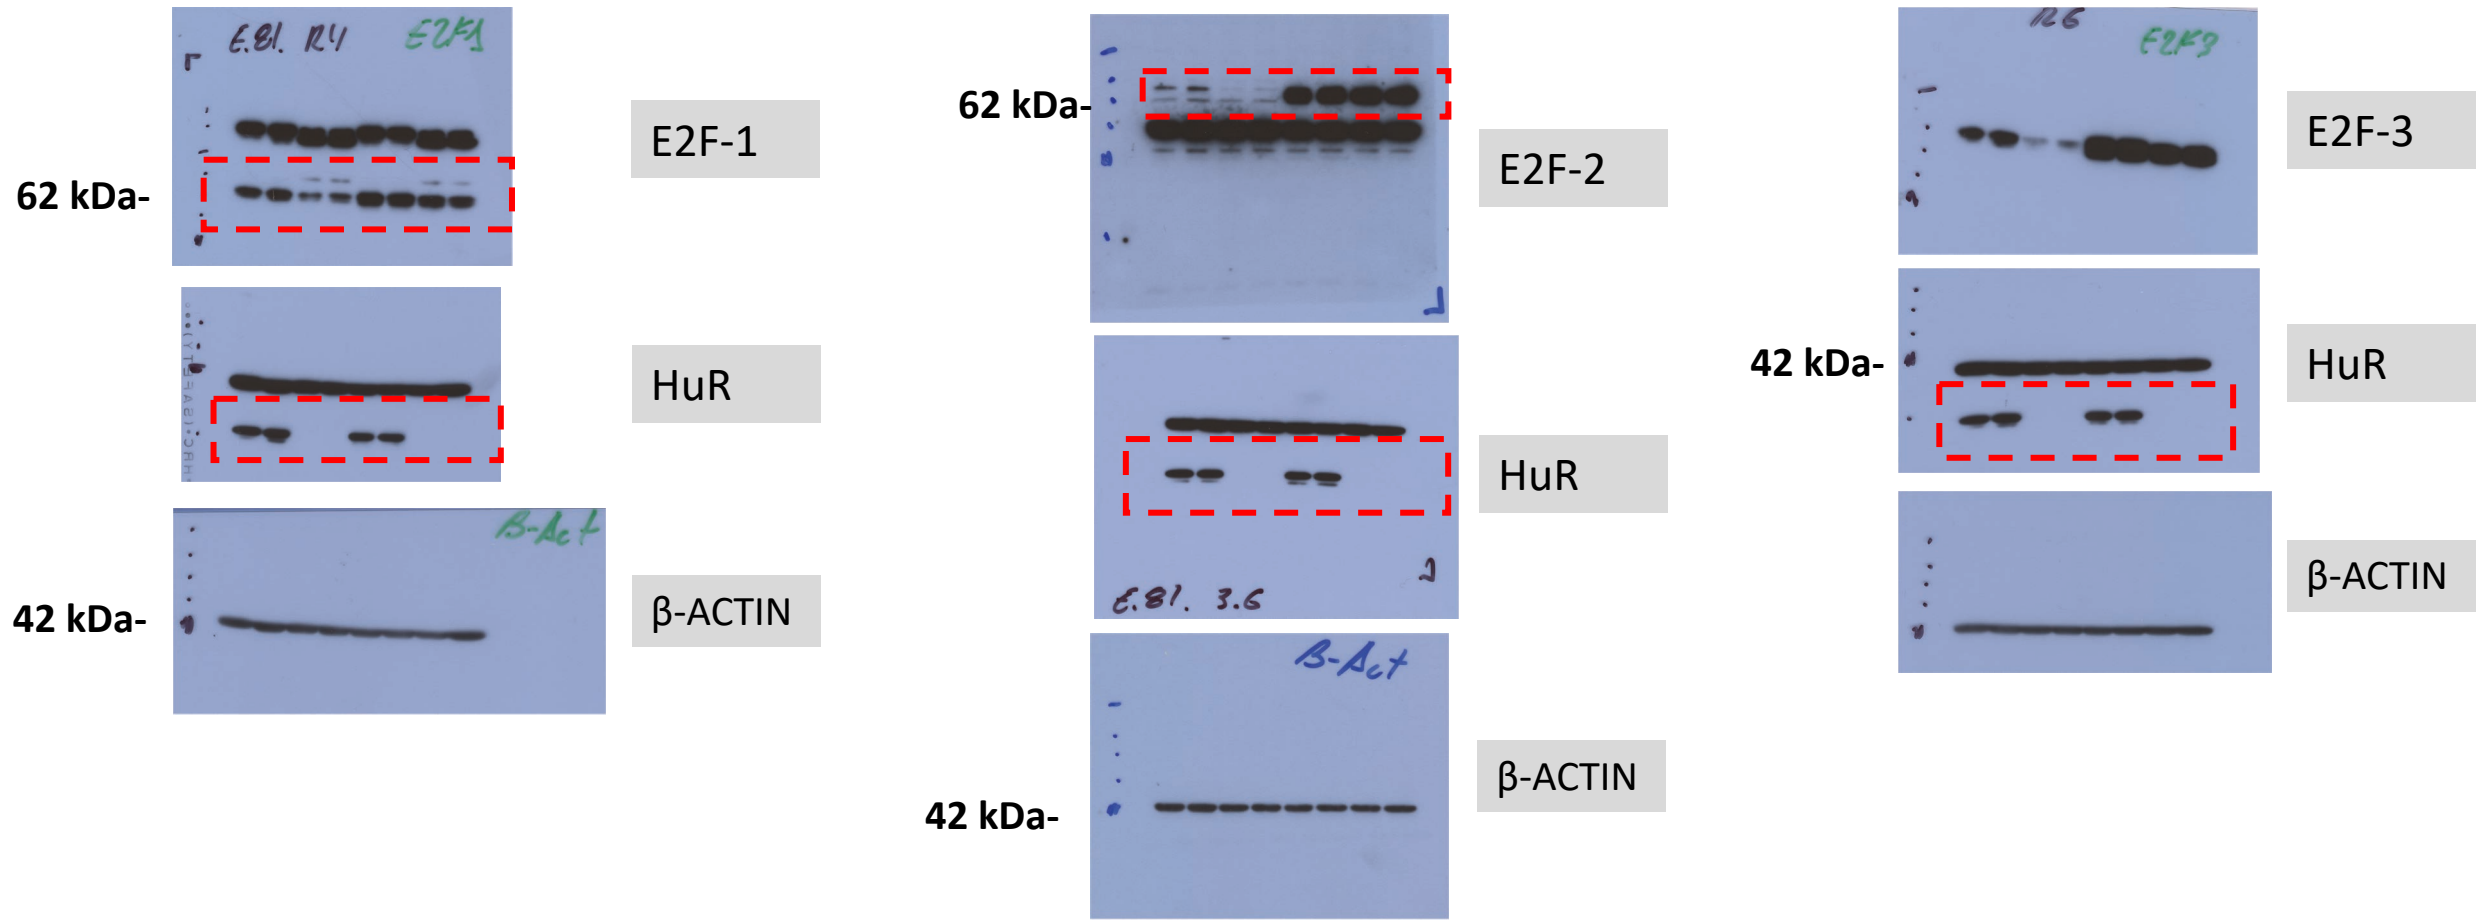 E.81. R4 E2F1
E2F-1
62 kDa-
HuR
B-Act
β-ACTIN
42 kDa-
62 kDa-
E2F-2
HuR
E.81. 3.6
B-Act
β-ACTIN
42 kDa-
R6
E2F3
E2F-3
42 kDa-
HuR
β-ACTIN